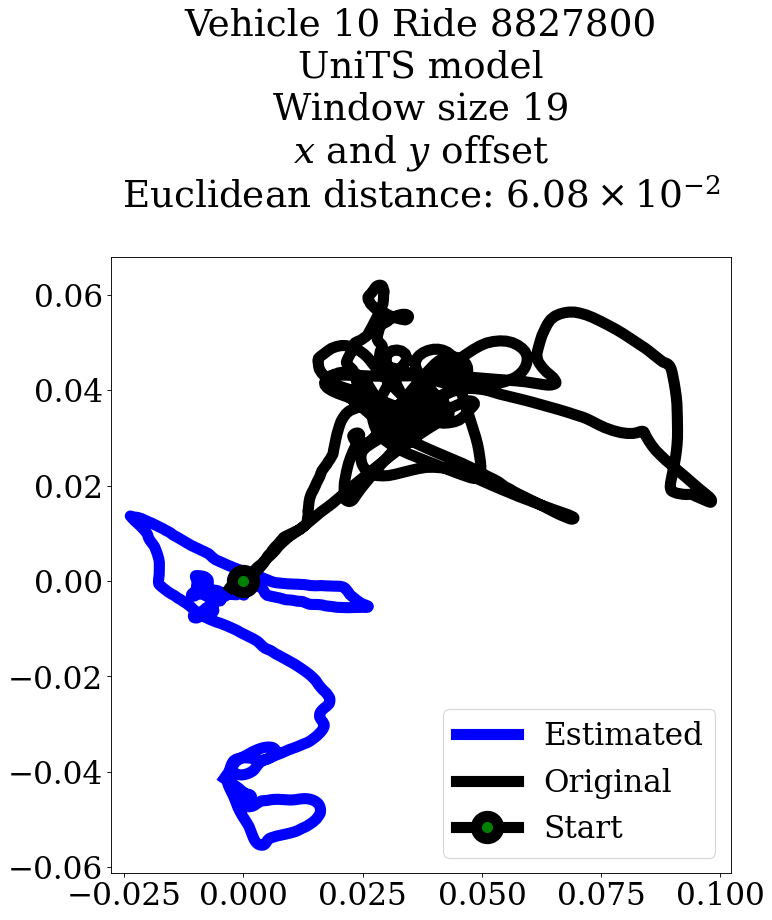 Vehicle 10 Ride 8827800
UniTS model
Window size 19
x and y offset
Euclidean distance: 6.08 × 10⁻²
0.06
0.04
0.02
0.00
−0.02
−0.04
−0.06
−0.025 0.000 0.025 0.050 0.075 0.100
Estimated
Original
Start